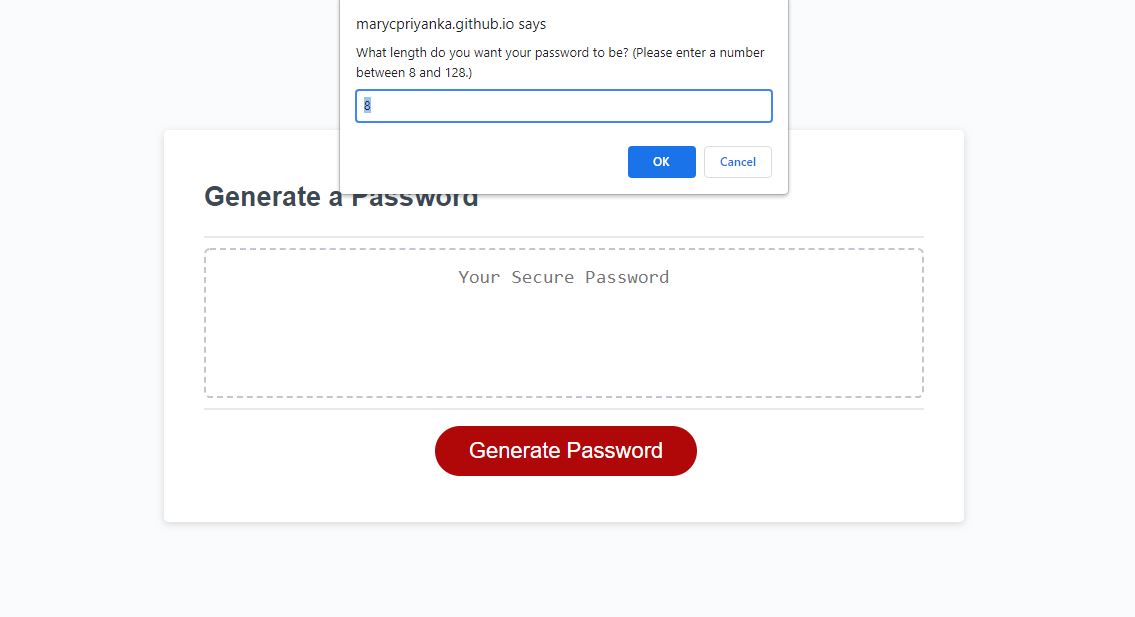 marycpriyanka.github.io says
What length do you want your password to be? (Please enter a number
between 8 and 128.)
8
OK
Cancel
Generate a Password
Your Secure Password
Generate Password